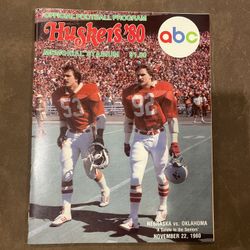 OFFICIAL FOOTBALL PROGRAM
Huskers '80
MEMORIAL STADIUM $1.50
abc
53
92
NEBRASKA vs. OKLAHOMA
'A Salute to the Seniors'
NOVEMBER 22, 1980